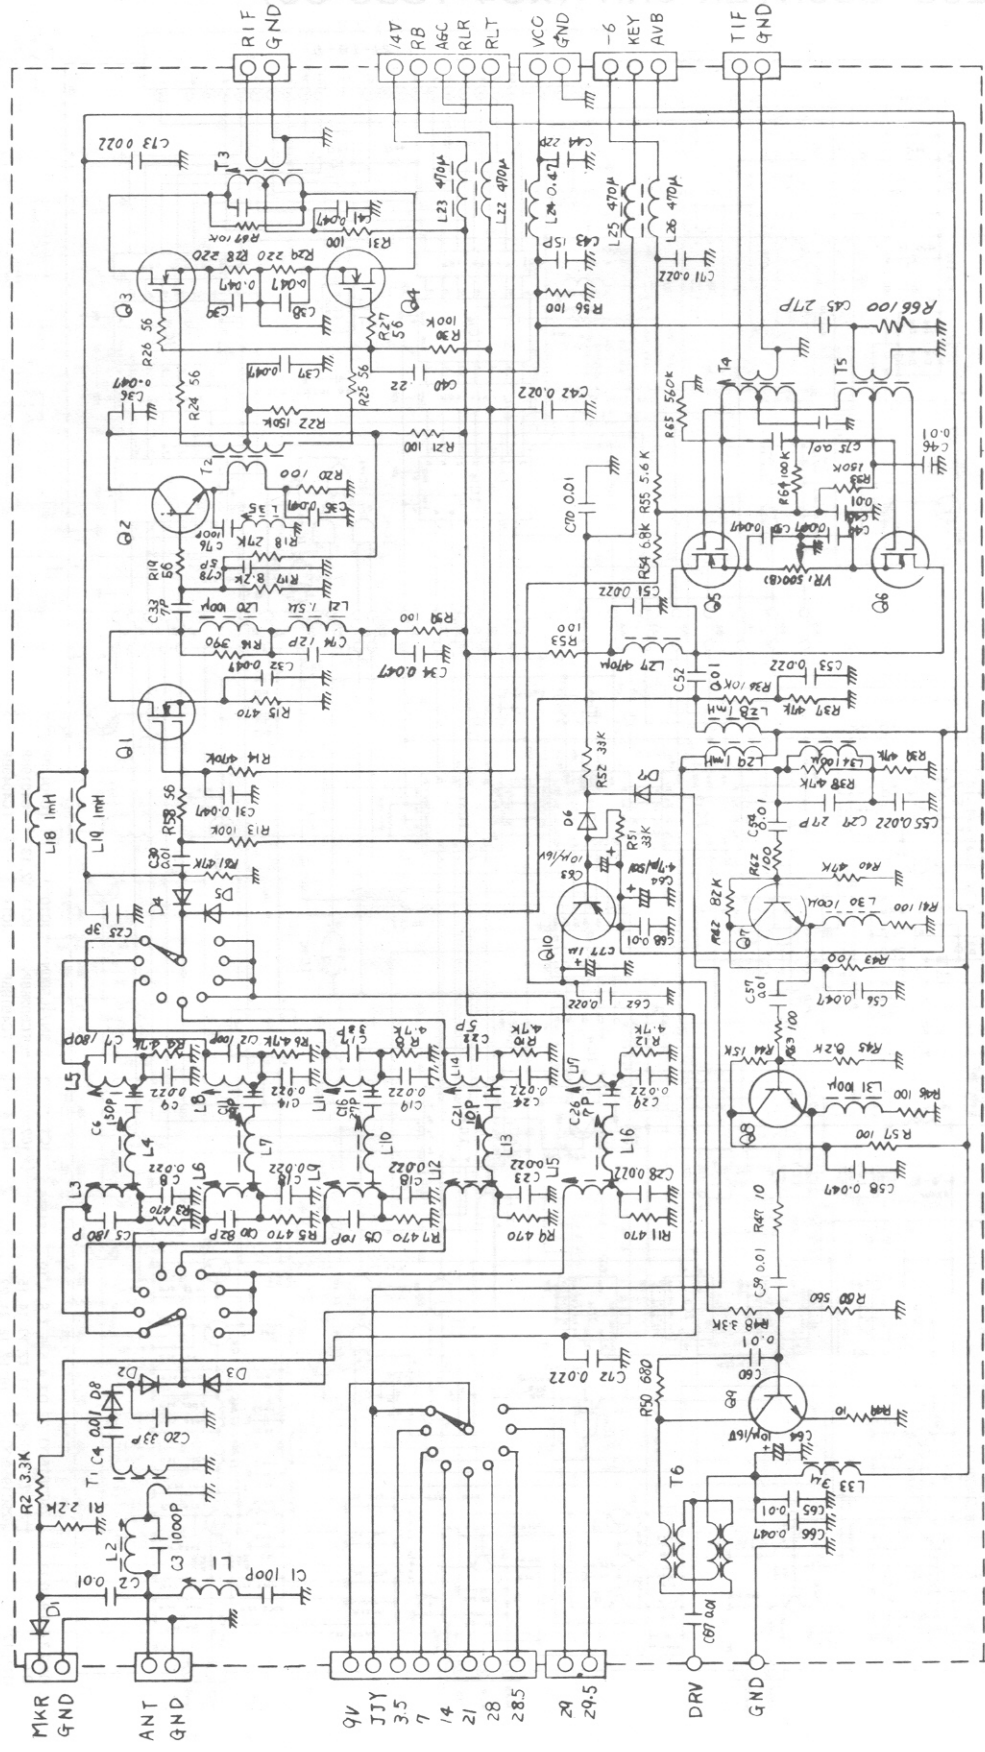 RIF
GND
14V
RB
AGC
RLR
RLT
VCC
GND
-6
KEY
AVB
TIF
GND
C73 0.022
T3
R67 10K
C41 0.047
R31 100
R28 220
R29 220
C39 0.047
C38 0.047
Q3
Q4
R26 56
R27 56
R30 100K
R24 56
R25 56
C36 0.047
C37 0.047
C40 .22
R22 150K
R21 100
T2
R20 100
C35 0.047
Q2
L35
C76 100P
R18 27K
C78 5P
R17 8.2K
R19 56
C33 7P
L20 100μ
L21 1.5μ
R16 390
C74 12P
C32 0.047
C34 0.047
R15 470
Q1
R14 470K
C31 0.047
R58 56
R13 100K
C30 0.01
R61 47K
L18 1mH
L19 1mH
D4
D5
C25 3P
L23 470μ
L22 470μ
L24 0.47
C44 22P
C43 15P
R56 100
L25 470μ
L26 470μ
C71 0.022
C42 0.022
C45 27P
R66 100
T4
T5
R65 560K
C75 0.01
C46 0.01
R64 100K
R55 5.6K
R54 6.8K
C70 0.01
Q5
Q6
VR1 500(B)
C51 0.022
R53 100
L27 470μ
C52 0.01
C53 0.022
R36 10K
R37 47K
L28 1mH
L29 1mH
R52 33K
D7
D6
R51 33K
C63 10μ/16V
4.7μ/50V
C68 0.01
Q10
C77 1μ
C62 0.022
L34 100μ
R38 47K
C29 27P
C55 0.022
C54 0.01
R62 100
R62 82K
Q7
R40 47K
L30 100μ
R41 100
R43 100
C56 0.047
C57 0.01
R63 100
R44 15K
R45 8.2K
Q8
L31 100μ
R46 100
R57 100
C58 0.047
R47 10
C59 0.01
R48 3.3K
R60 560
C60 0.01
R50 680
Q9
C64 10μ/16V
L33 3μ
C65 0.01
C66 0.047
T6
C67 0.01
C72 0.022
L5
C7 180P
R4 4.7K
C6 150P
C9 0.022
L4
L3
C8 0.022
R3 470
C5 180P
C12 100P
R6 4.7K
L8
C14 0.022
L7
L6
C18 0.022
R5 470
C10 82P
C17 33P
R8 4.7K
L11
C16 27P
C19 0.022
L10
L9
C18 0.022
R7 470
C22 5P
R10 4.7K
L14
C21 10P
C24 0.022
L13
L12
C23 0.022
R9 470
R12 4.7K
L17
C26 7P
C29 0.022
L16
L15
C28 0.022
R11 470
D2
D8
D3
C20 33P
C4 0.01
T1
R2 3.3K
R1 2.2K
L2
C3 1000P
C2 0.01
L1
C1 100P
D1
MKR
GND
ANT
GND
9V
JJY
3.5
7
14
21
28
28.5
29
29.5
DRV
GND